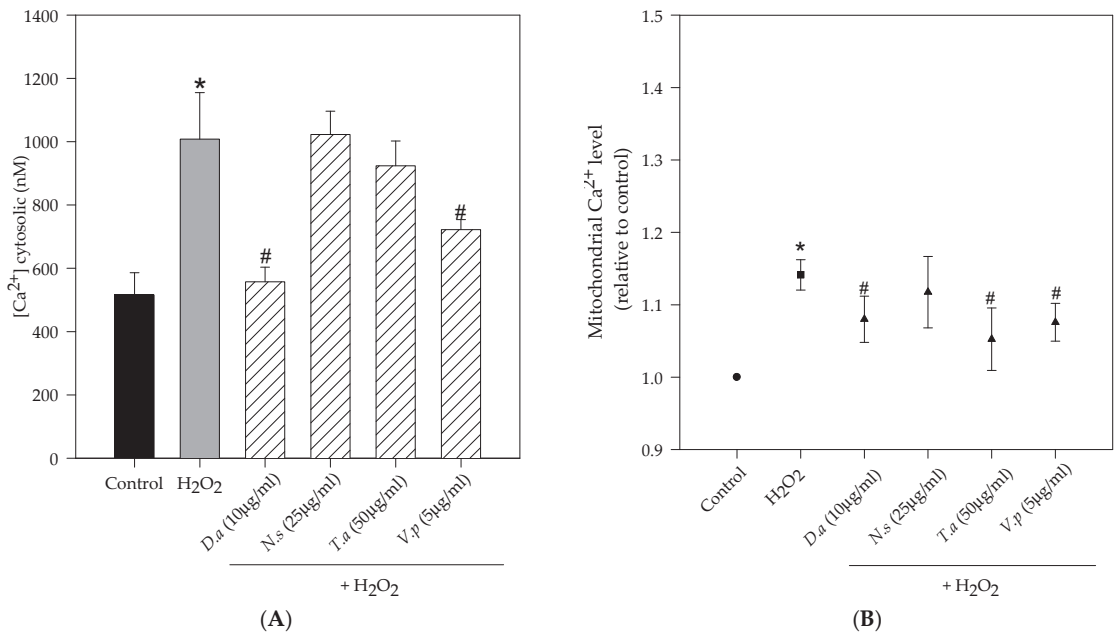 1400
1200
1000
800
600
400
200
0
[Ca2+] cytosolic (nM)
*
#
#
Control
H2O2
D.a (10µg/ml)
N.s (25µg/ml)
T.a (50µg/ml)
V.p (5µg/ml)
+ H2O2
(A)
1.5
1.4
1.3
1.2
1.1
1.0
0.9
Mitochondrial Ca2+ level
(relative to control)
*
#
#
#
Control
H2O2
D.a (10µg/ml)
N.s (25µg/ml)
T.a (50µg/ml)
V.p (5µg/ml)
+ H2O2
(B)